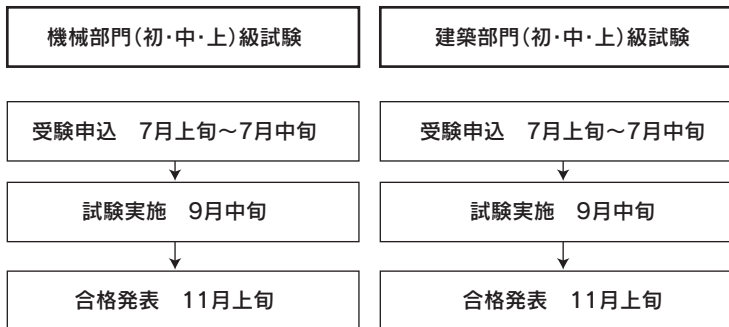 機械部門(初・中・上)級試験
建築部門(初・中・上)級試験
受験申込　7月上旬～7月中旬
受験申込　7月上旬～7月中旬
試験実施　9月中旬
試験実施　9月中旬
合格発表　11月上旬
合格発表　11月上旬